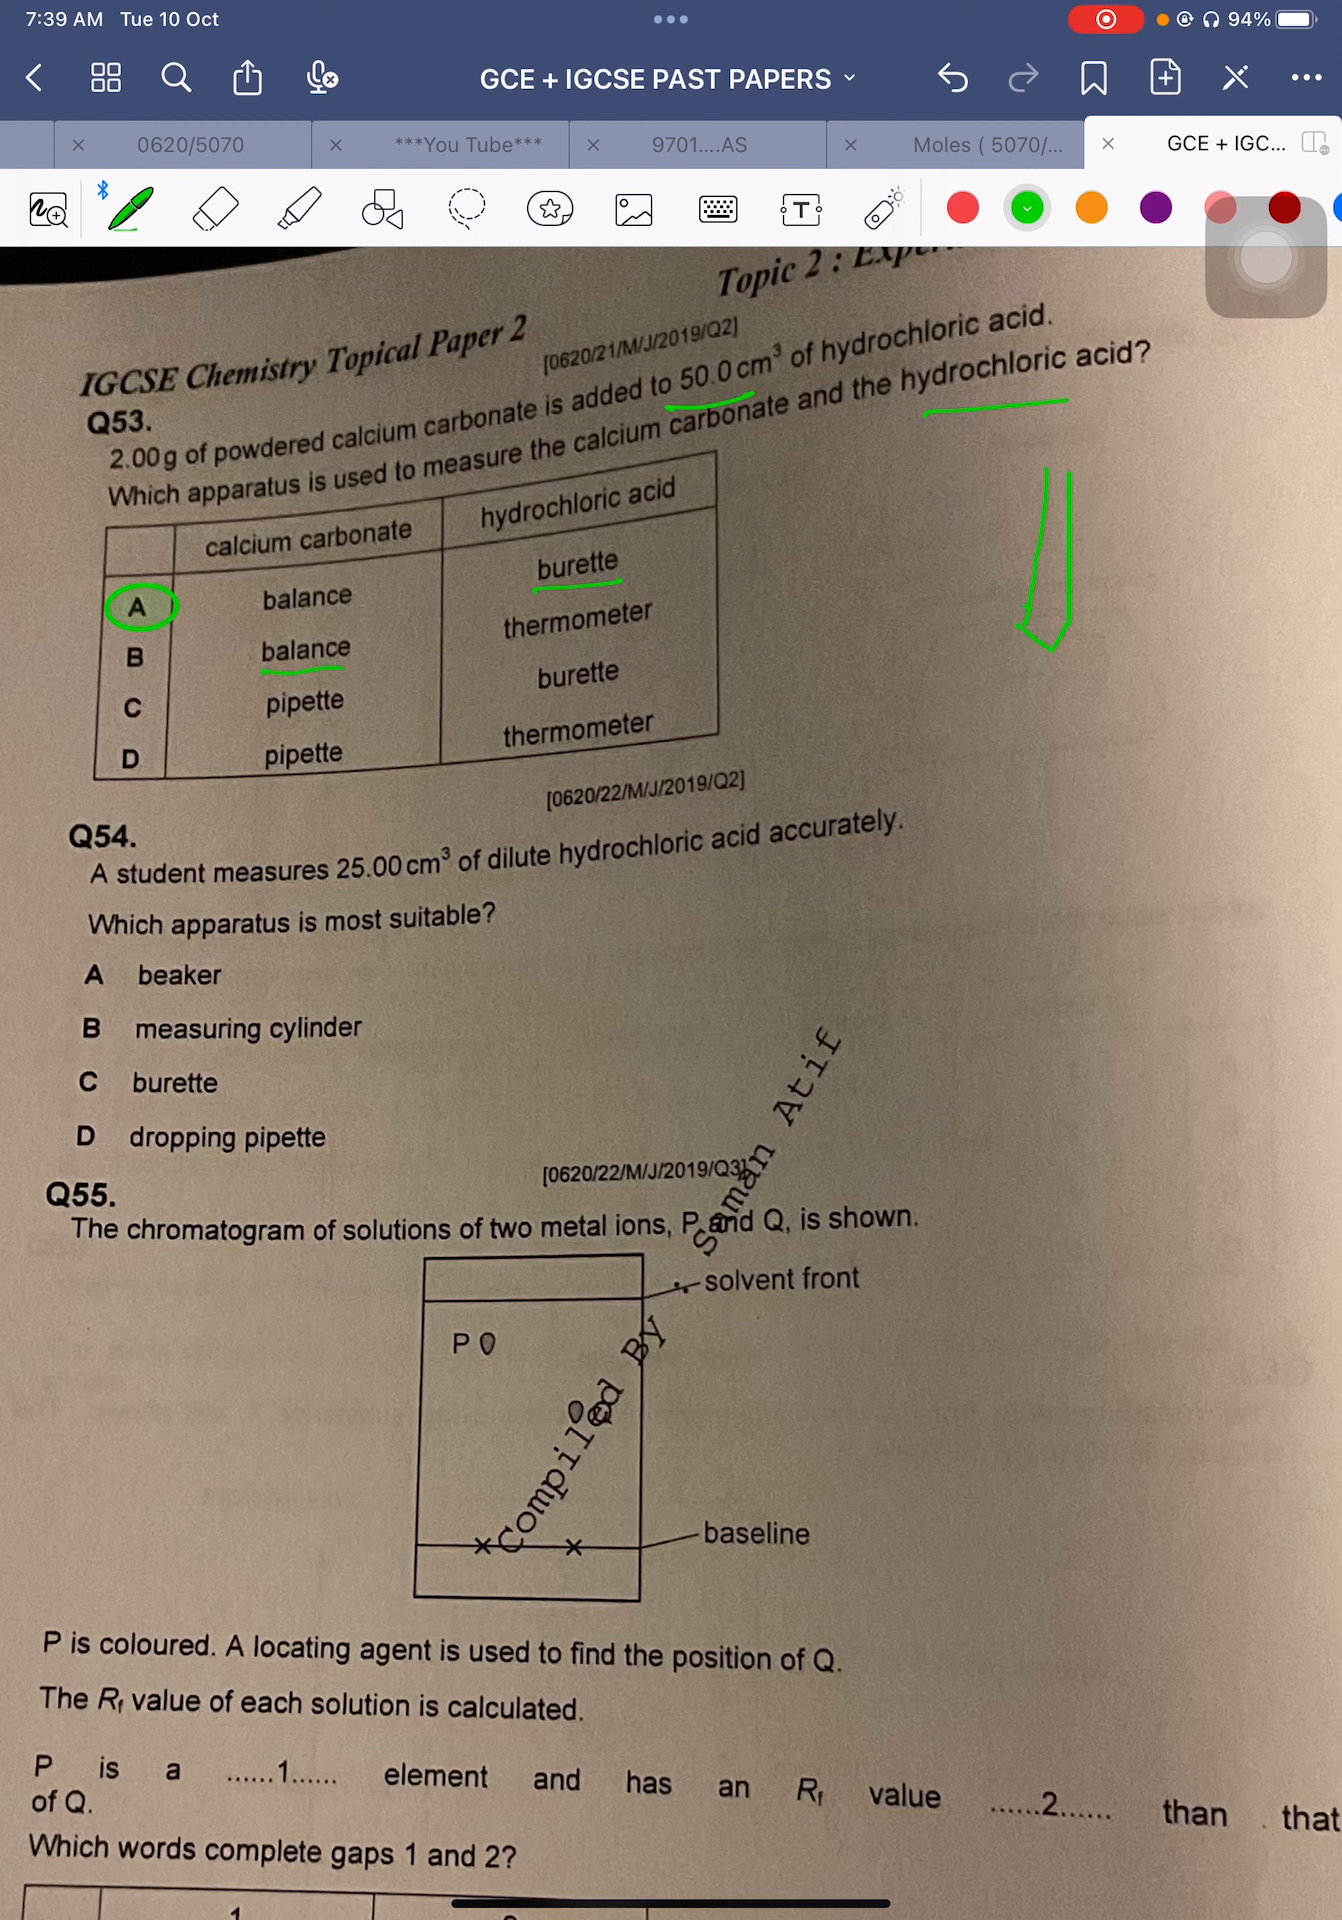 7:39 AM Tue 10 Oct
94%
GCE + IGCSE PAST PAPERS
0620/5070
***You Tube***
9701....AS
Moles ( 5070/...
GCE + IGC...
T
Topic 2 :
IGCSE Chemistry Topical Paper 2
[0620/21/M/J/2019/Q2]
Q53.
2.00 g of powdered calcium carbonate is added to 50.0 cm³ of hydrochloric acid.
Which apparatus is used to measure the calcium carbonate and the hydrochloric acid?
calcium carbonate hydrochloric acid
A balance burette
B balance thermometer
C pipette burette
D pipette thermometer
[0620/22/M/J/2019/Q2]
Q54.
A student measures 25.00 cm³ of dilute hydrochloric acid accurately.
Which apparatus is most suitable?
A beaker
B measuring cylinder
C burette
D dropping pipette
[0620/22/M/J/2019/Q3]
Q55.
The chromatogram of solutions of two metal ions, P and Q, is shown.
solvent front
P
Compiled By Saman Atif
baseline
P is coloured. A locating agent is used to find the position of Q.
The Rf value of each solution is calculated.
P is a ......1...... element and has an Rf value ......2...... than that
of Q.
Which words complete gaps 1 and 2?
1